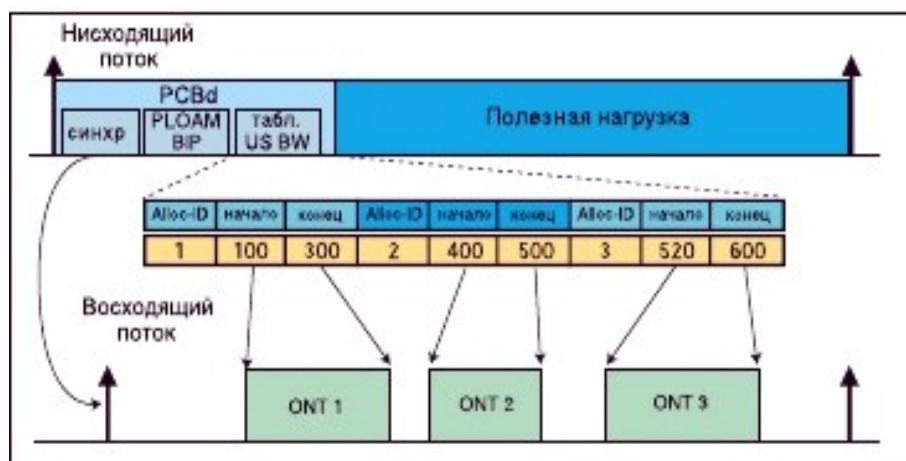 Нисходящий
поток
PCBd
синхр
PLOAM
BIP
табл.
US BW
Полезная нагрузка
Alloc-ID начало конец Alloc-ID начало конец Alloc-ID начало конец
1 100 300 2 400 500 3 520 600
Восходящий
поток
ONT 1
ONT 2
ONT 3